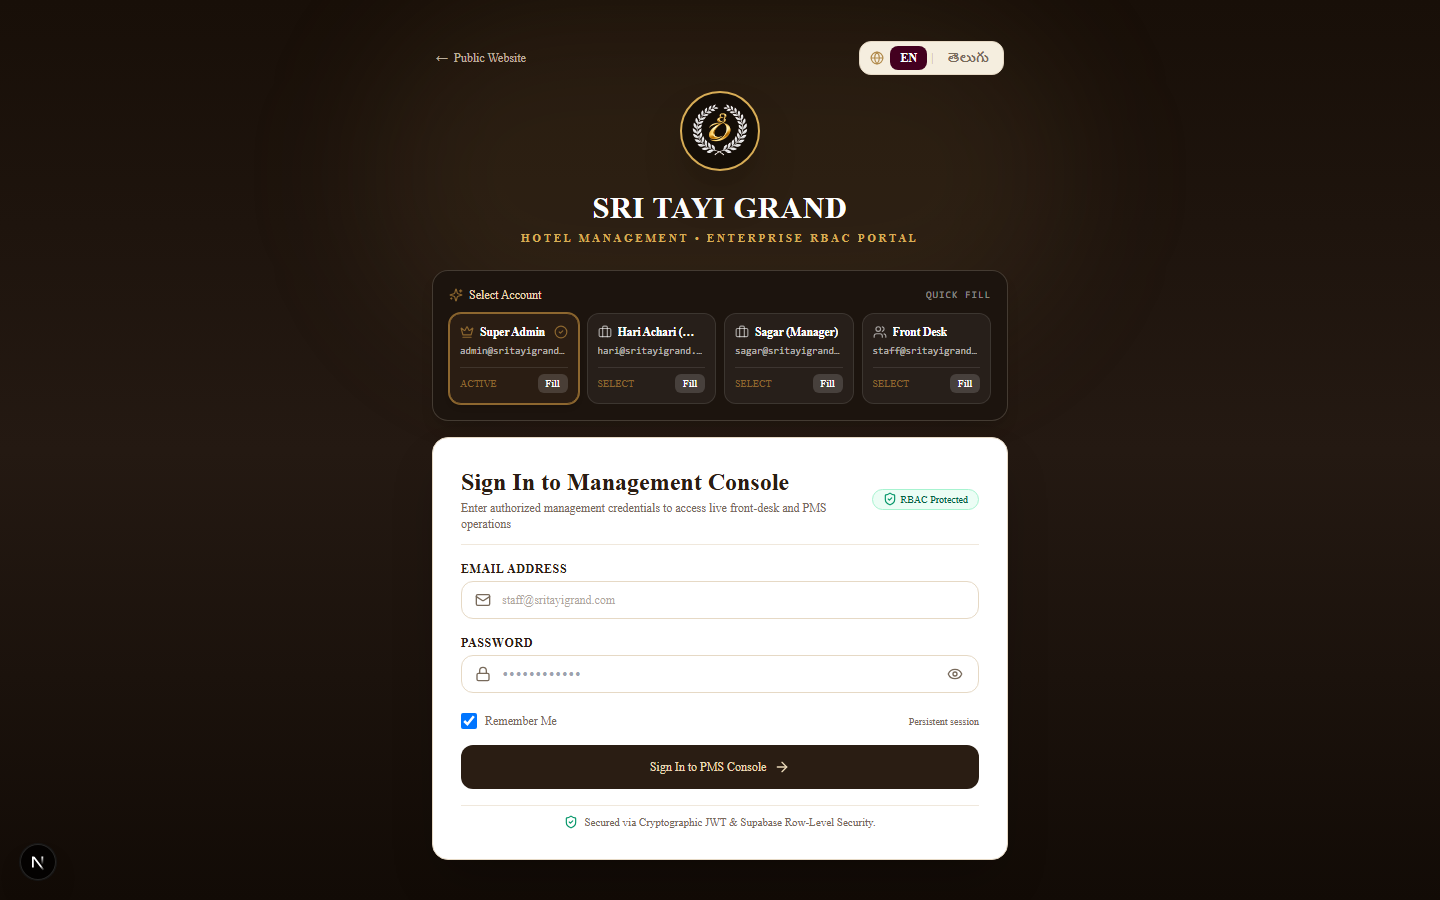 ← Public Website
EN
తెలుగు
SRI TAYI GRAND
HOTEL MANAGEMENT • ENTERPRISE RBAC PORTAL
Select Account
QUICK FILL
Super Admin
admin@sritayigrand…
ACTIVE
Fill
Hari Achari (…
hari@sritayigrand.…
SELECT
Fill
Sagar (Manager)
sagar@sritayigrand…
SELECT
Fill
Front Desk
staff@sritayigrand…
SELECT
Fill
Sign In to Management Console
Enter authorized management credentials to access live front-desk and PMS
operations
RBAC Protected
EMAIL ADDRESS
staff@sritayigrand.com
PASSWORD
••••••••••••
Remember Me
Persistent session
Sign In to PMS Console →
Secured via Cryptographic JWT & Supabase Row-Level Security.
N